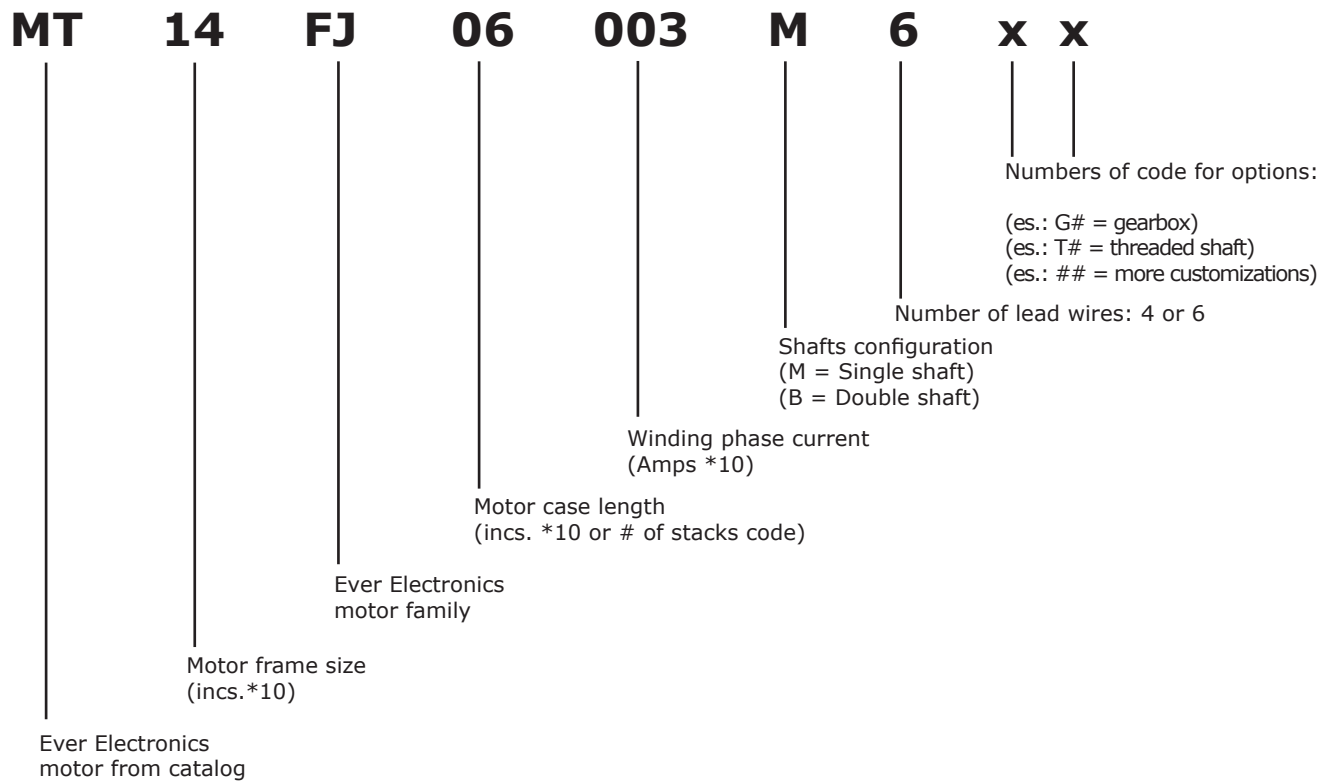 MT 14 FJ 06 003 M 6 x x
Numbers of code for options:
(es.: G# = gearbox)
(es.: T# = threaded shaft)
(es.: ## = more customizations)
Number of lead wires: 4 or 6
Shafts configuration
(M = Single shaft)
(B = Double shaft)
Winding phase current
(Amps *10)
Motor case length
(incs. *10 or # of stacks code)
Ever Electronics
motor family
Motor frame size
(incs.*10)
Ever Electronics
motor from catalog